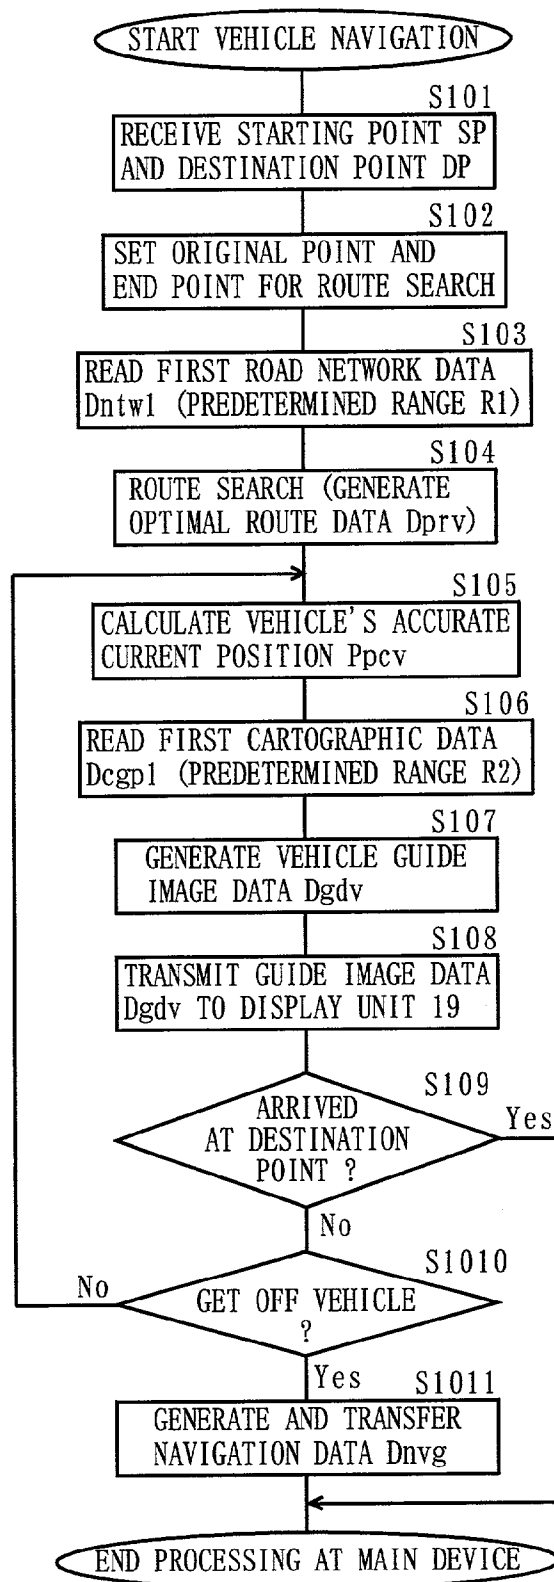 START VEHICLE NAVIGATION
S101
RECEIVE STARTING POINT SP
AND DESTINATION POINT DP
S102
SET ORIGINAL POINT AND
END POINT FOR ROUTE SEARCH
S103
READ FIRST ROAD NETWORK DATA
Dntw1 (PREDETERMINED RANGE R1)
S104
ROUTE SEARCH (GENERATE
OPTIMAL ROUTE DATA Dprv)
S105
CALCULATE VEHICLE'S ACCURATE
CURRENT POSITION Ppcv
S106
READ FIRST CARTOGRAPHIC DATA
Dcgp1 (PREDETERMINED RANGE R2)
S107
GENERATE VEHICLE GUIDE
IMAGE DATA Dgdv
S108
TRANSMIT GUIDE IMAGE DATA
Dgdv TO DISPLAY UNIT 19
S109
ARRIVED
AT DESTINATION
POINT ?
Yes
No
S1010
GET OFF VEHICLE
?
No
Yes
S1011
GENERATE AND TRANSFER
NAVIGATION DATA Dnvg
END PROCESSING AT MAIN DEVICE